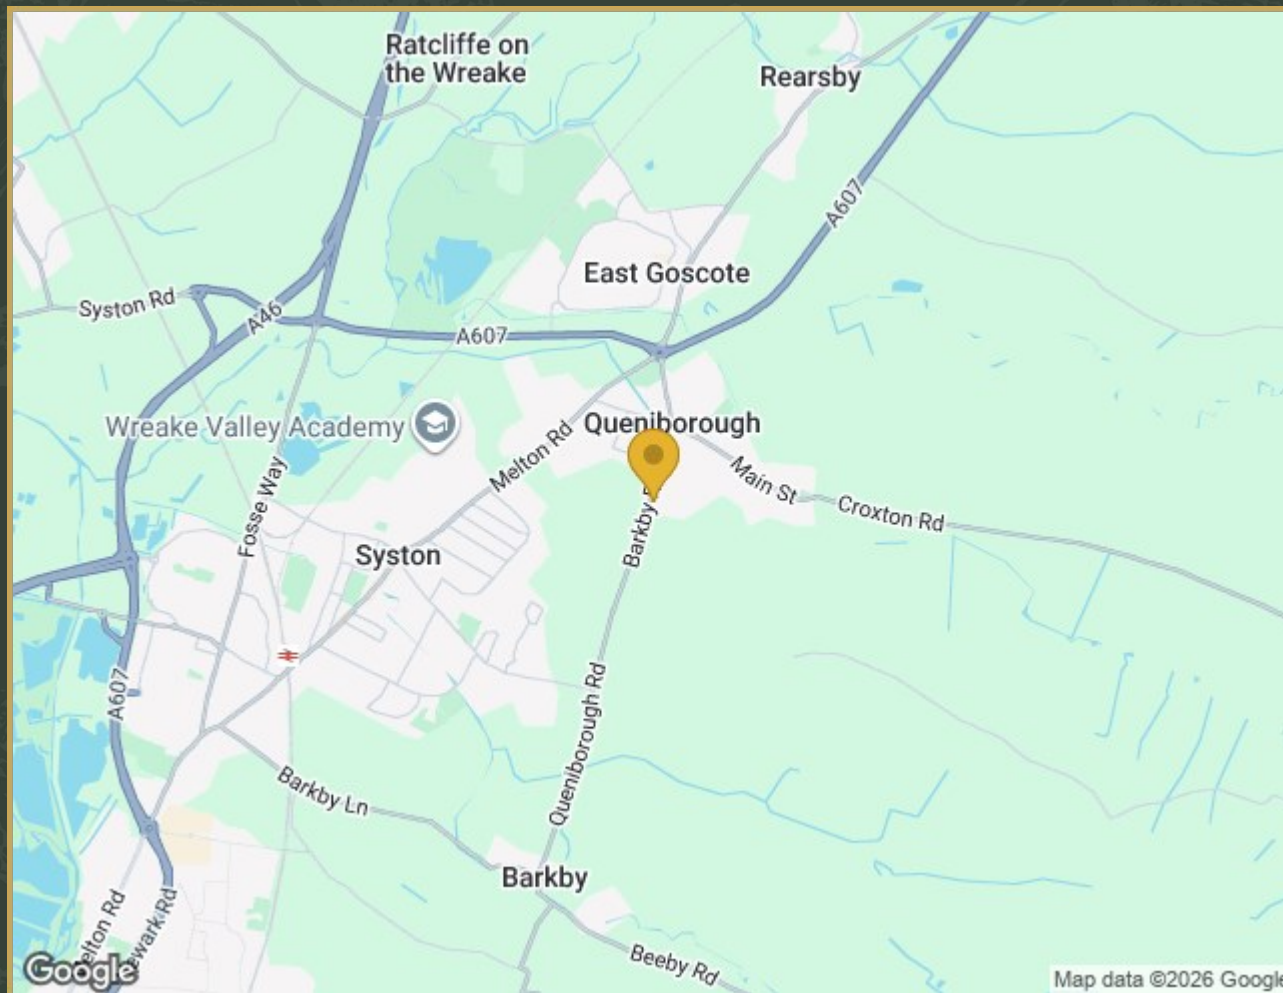 Ratcliffe on
the Wreake
Rearsby
A607
East Goscote
Syston Rd
A46
A607
Wreake Valley Academy
Queniborough
Melton Rd
Main St
Croxton Rd
Fosse Way
Barkby
Syston
Queniborough Rd
A607
Barkby Ln
Barkby
Beeby Rd
Google
Map data ©2026 Google